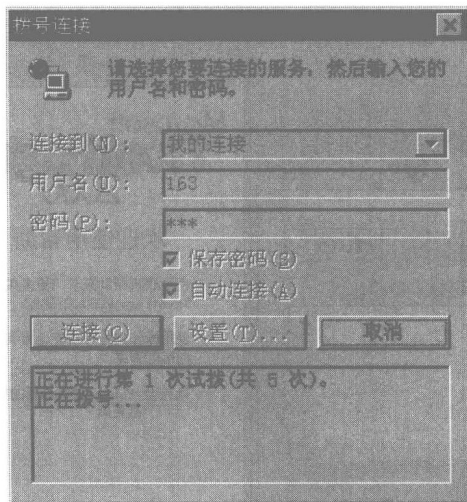 拨号连接
请选择您要连接的服务，然后输入您的
用户名和密码。
连接到(N)：
我的连接
用户名(U)：
163
密码(P)：
***
保存密码(S)
自动连接(A)
连接(C)
设置(T)...
取消
正在进行第 1 次试拨(共 6 次)。
正在拨号...